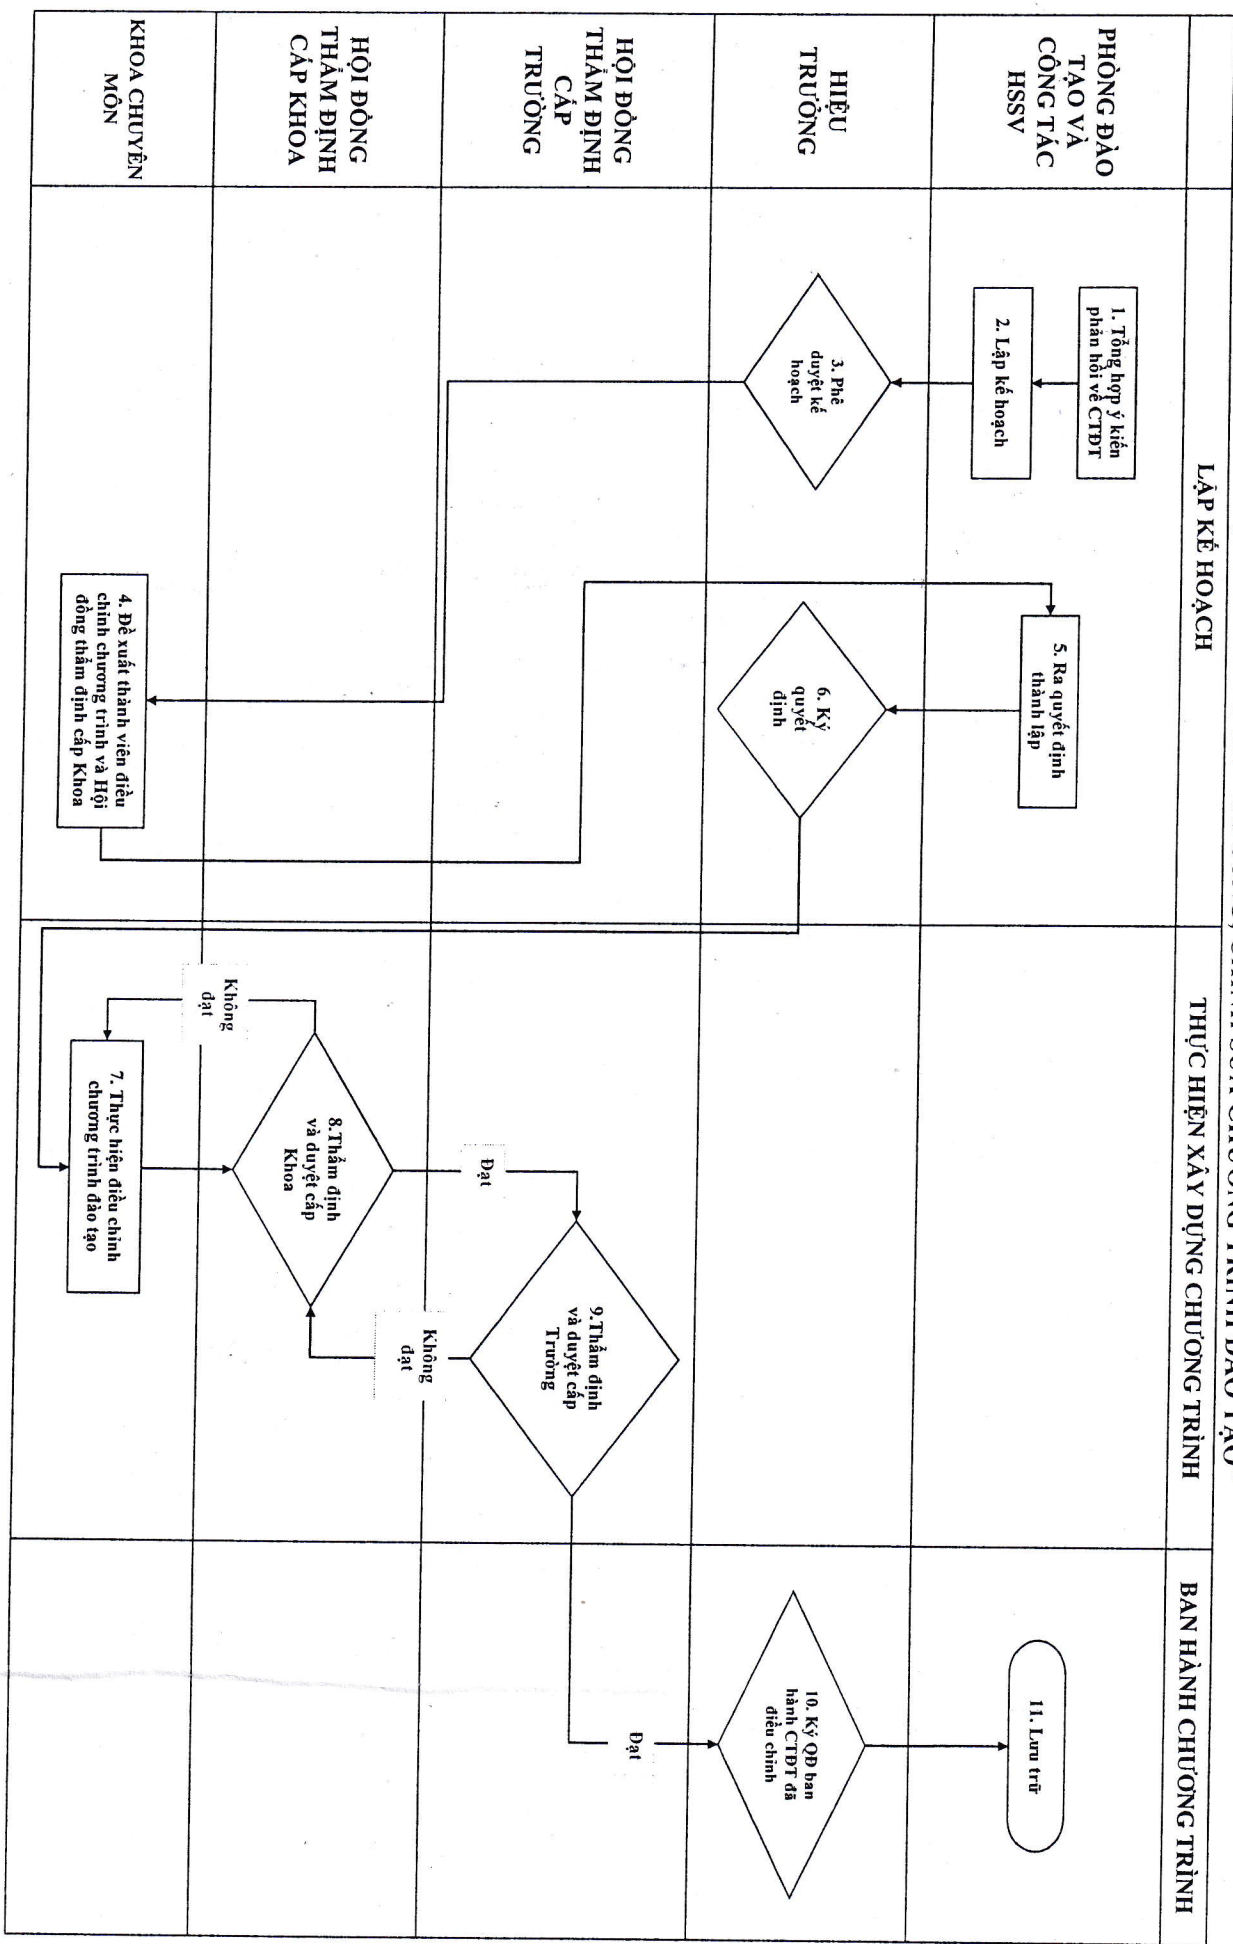 CHỈNH SỬA CHƯƠNG TRÌNH ĐÀO TẠO
LẬP KẾ HOẠCH
THỰC HIỆN XÂY DỰNG CHƯƠNG TRÌNH
BAN HÀNH CHƯƠNG TRÌNH
PHÒNG ĐÀO
TẠO VÀ
CÔNG TÁC
HSSV
1. Tổng hợp ý kiến
phản hồi về CTĐT
2. Lập kế hoạch
5. Ra quyết định
thành lập
11. Lưu trữ
HIỆU
TRƯỞNG
3. Phê
duyệt kế
hoạch
6. Ký
quyết
định
10. Ký QĐ ban
hành CTĐT đã
điều chỉnh
HỘI ĐỒNG
THẨM ĐỊNH
CẤP
TRƯỜNG
9.Thẩm định
và duyệt cấp
Trường
Đạt
Đạt
Không
đạt
HỘI ĐỒNG
THẨM ĐỊNH
CẤP KHOA
8.Thẩm định
và duyệt cấp
Khoa
Không
đạt
KHOA CHUYÊN
MÔN
4. Đề xuất thành viên điều
chỉnh chương trình và Hội
đồng thẩm định cấp Khoa
7. Thực hiện điều chỉnh
chương trình đào tạo